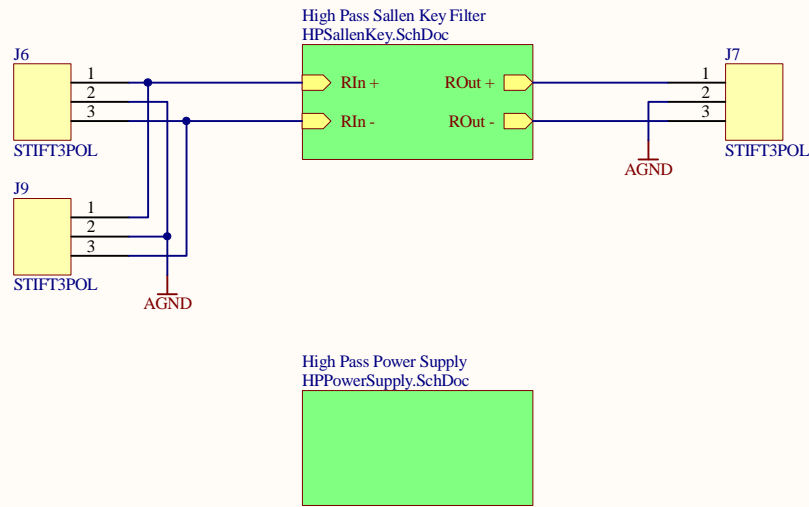 High Pass Sallen Key Filter
HPSallenKey.SchDoc
J6
1
2
3
STIFT3POL
RIn +
RIn -
ROut +
ROut -
J7
1
2
3
STIFT3POL
AGND
J9
1
2
3
STIFT3POL
AGND
High Pass Power Supply
HPPowerSupply.SchDoc